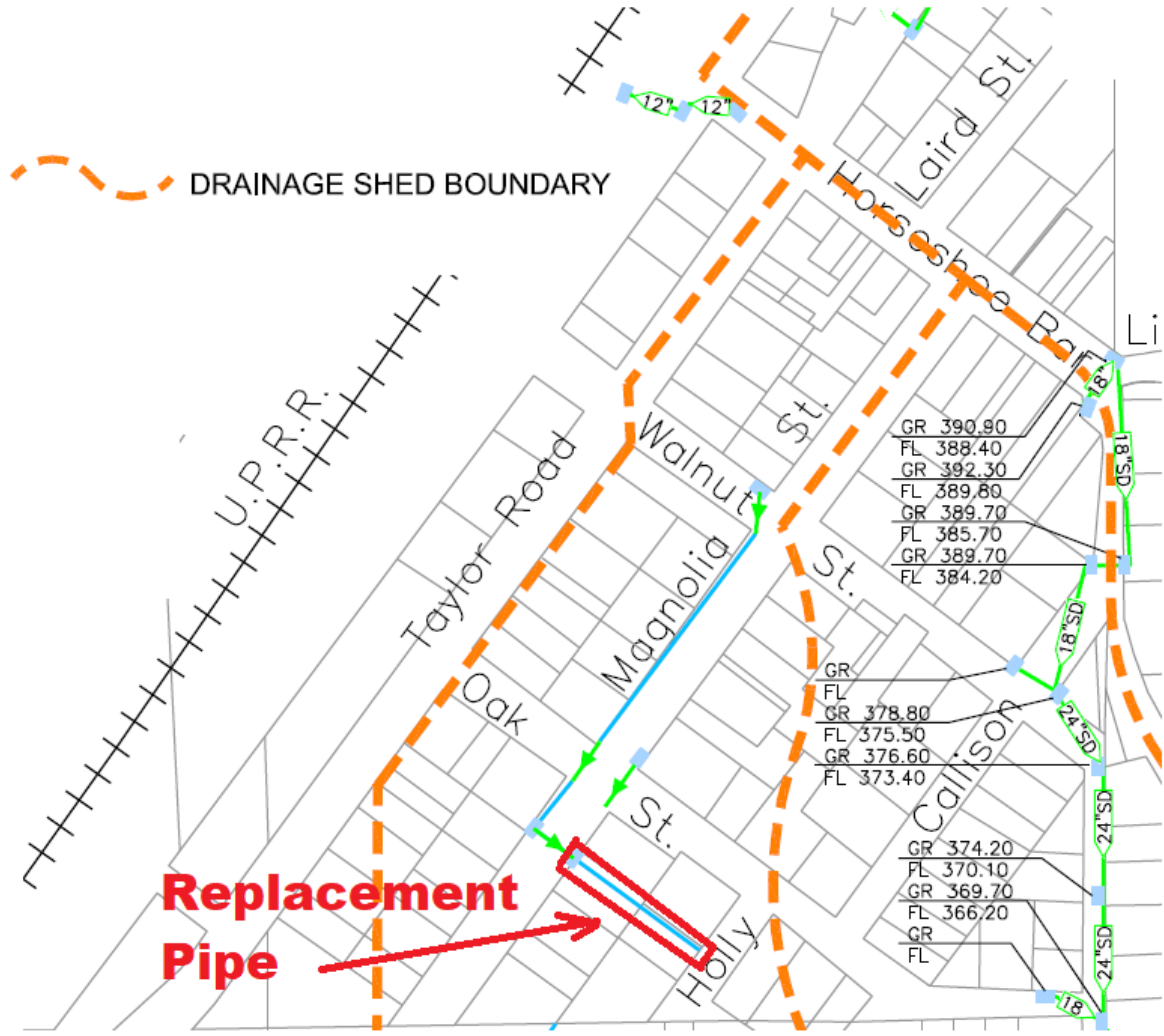 Laird St.
12" 12"
DRAINAGE SHED BOUNDARY
Horseshoe Bar
Li
18
18"SD
U.P.R.R.
Taylor Road
Walnut St.
Magnolia St.
GR 390.90
FL 388.40
GR 392.30
FL 389.80
GR 389.70
FL 385.70
GR 389.70
FL 384.20
18"SD
GR
FL
GR 378.80
FL 375.50
GR 376.60
FL 373.40
24"SD
Callison
Oak St.
24"SD
GR 374.20
FL 370.10
GR 369.70
FL 366.20
GR
FL
24"SD
18
Replacement
Pipe
Holly